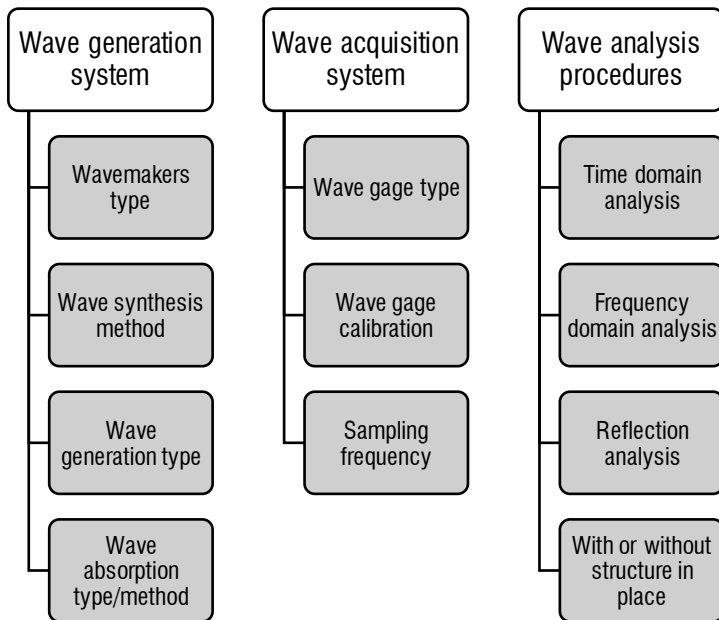 Wave generation
system
Wavemakers
type
Wave synthesis
method
Wave
generation type
Wave
absorption
type/method
Wave acquisition
system
Wave gage type
Wave gage
calibration
Sampling
frequency
Wave analysis
procedures
Time domain
analysis
Frequency
domain analysis
Reflection
analysis
With or without
structure in
place